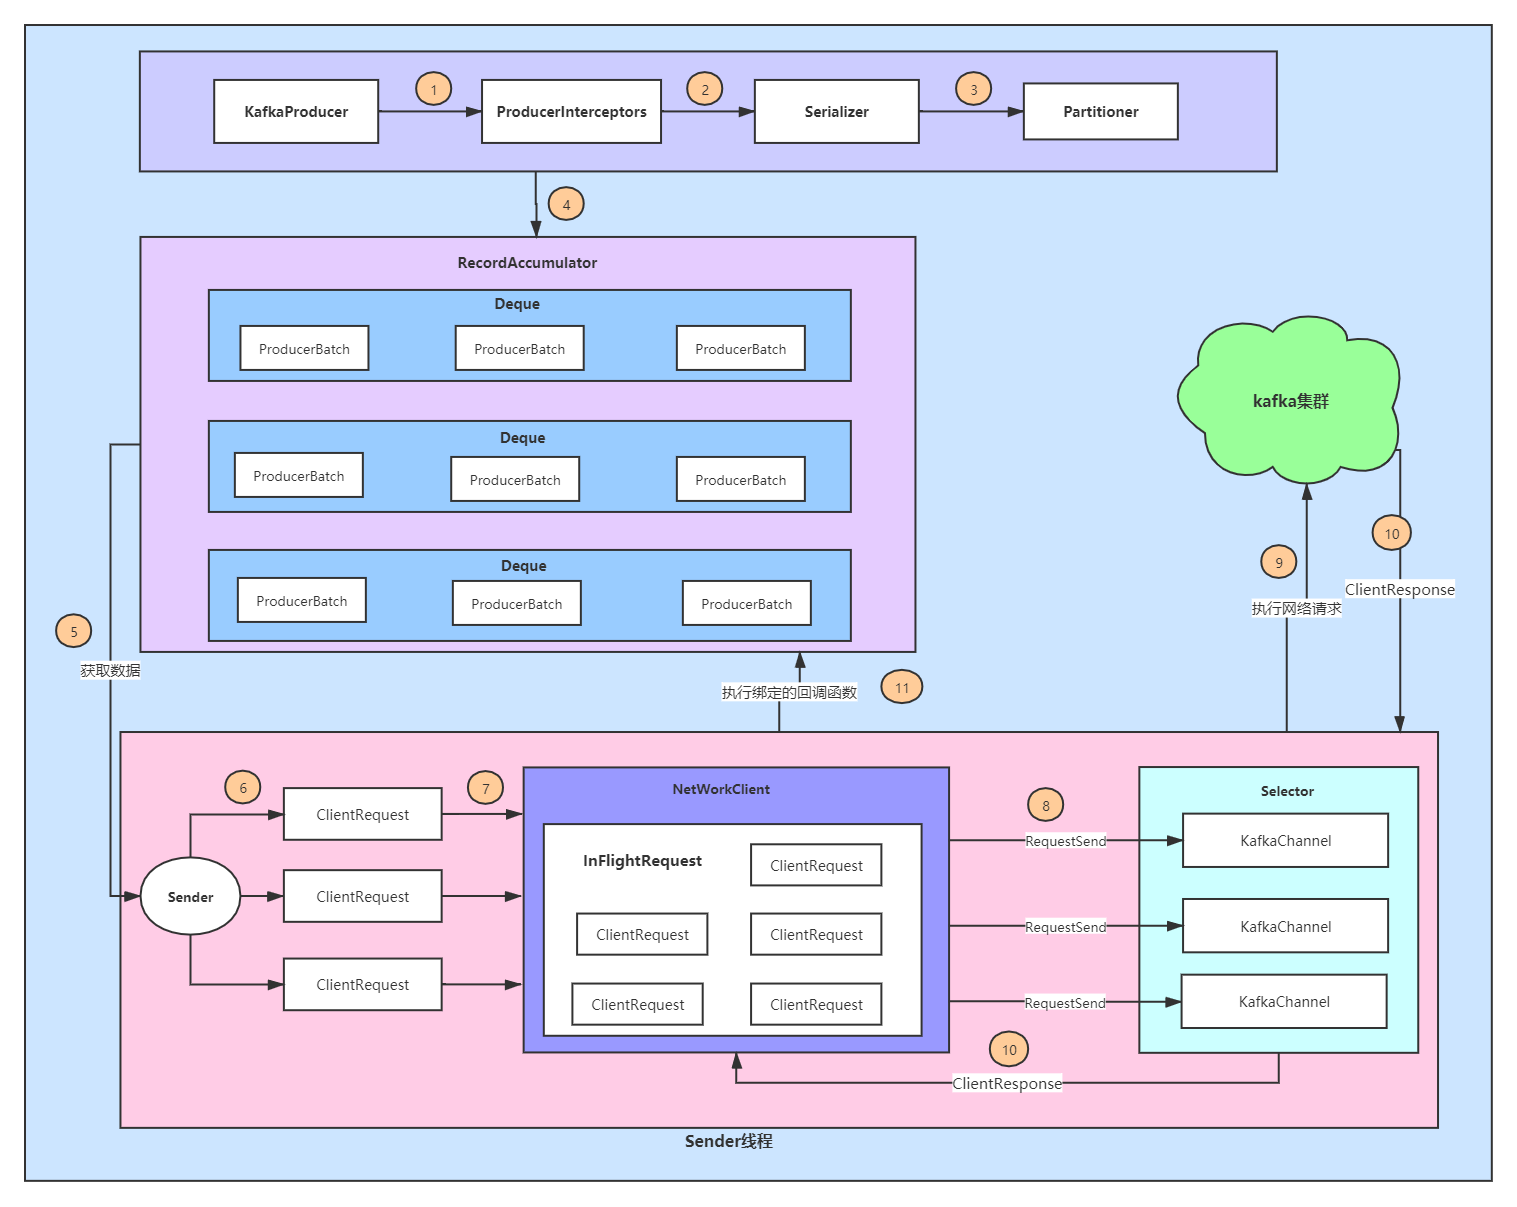 1
2
3
KafkaProducer
ProducerInterceptors
Serializer
Partitioner
4
RecordAccumulator
Deque
ProducerBatch
ProducerBatch
ProducerBatch
Deque
ProducerBatch
ProducerBatch
ProducerBatch
Deque
ProducerBatch
ProducerBatch
ProducerBatch
kafka集群
10
9
ClientResponse
执行网络请求
5
获取数据
执行绑定的回调函数
11
6
7
ClientRequest
ClientRequest
ClientRequest
Sender
NetWorkClient
InFlightRequest
ClientRequest
ClientRequest
ClientRequest
ClientRequest
ClientRequest
8
RequestSend
RequestSend
RequestSend
Selector
KafkaChannel
KafkaChannel
KafkaChannel
10
ClientResponse
Sender线程